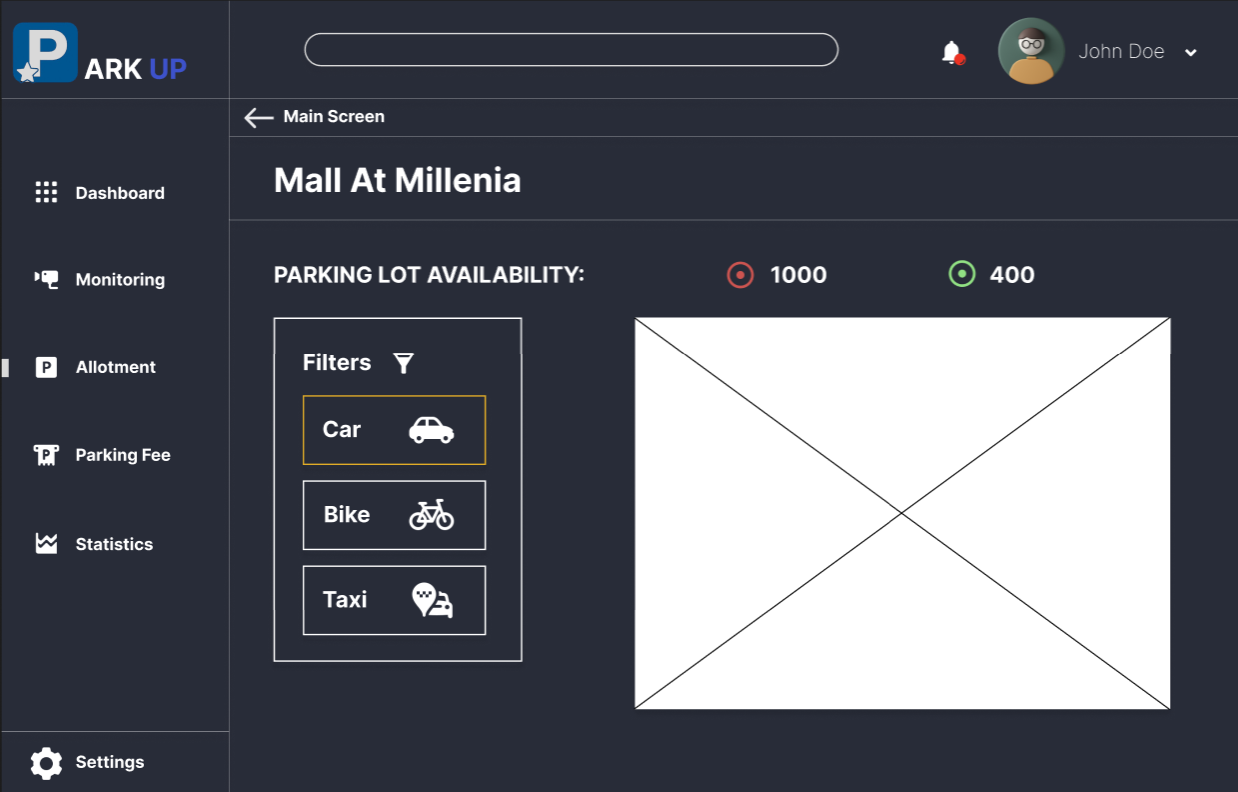 PARK UP
John Doe
Main Screen
Mall At Millenia
Dashboard
Monitoring
P Allotment
P Parking Fee
Statistics
Settings
PARKING LOT AVAILABILITY: 1000 400
Filters
Car
Bike
Taxi